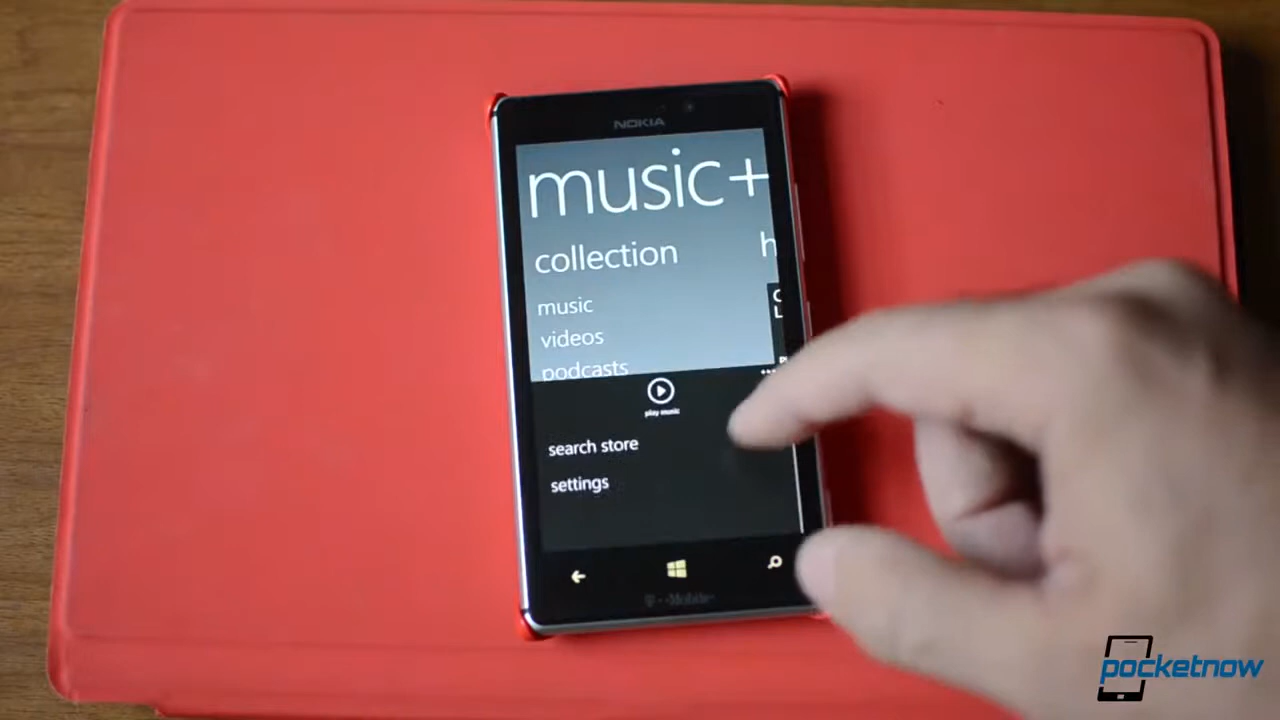 NOKIA
music+
collection
h
music
videos
podcasts
play music
search store
settings
T··Mobile·
pocketnow